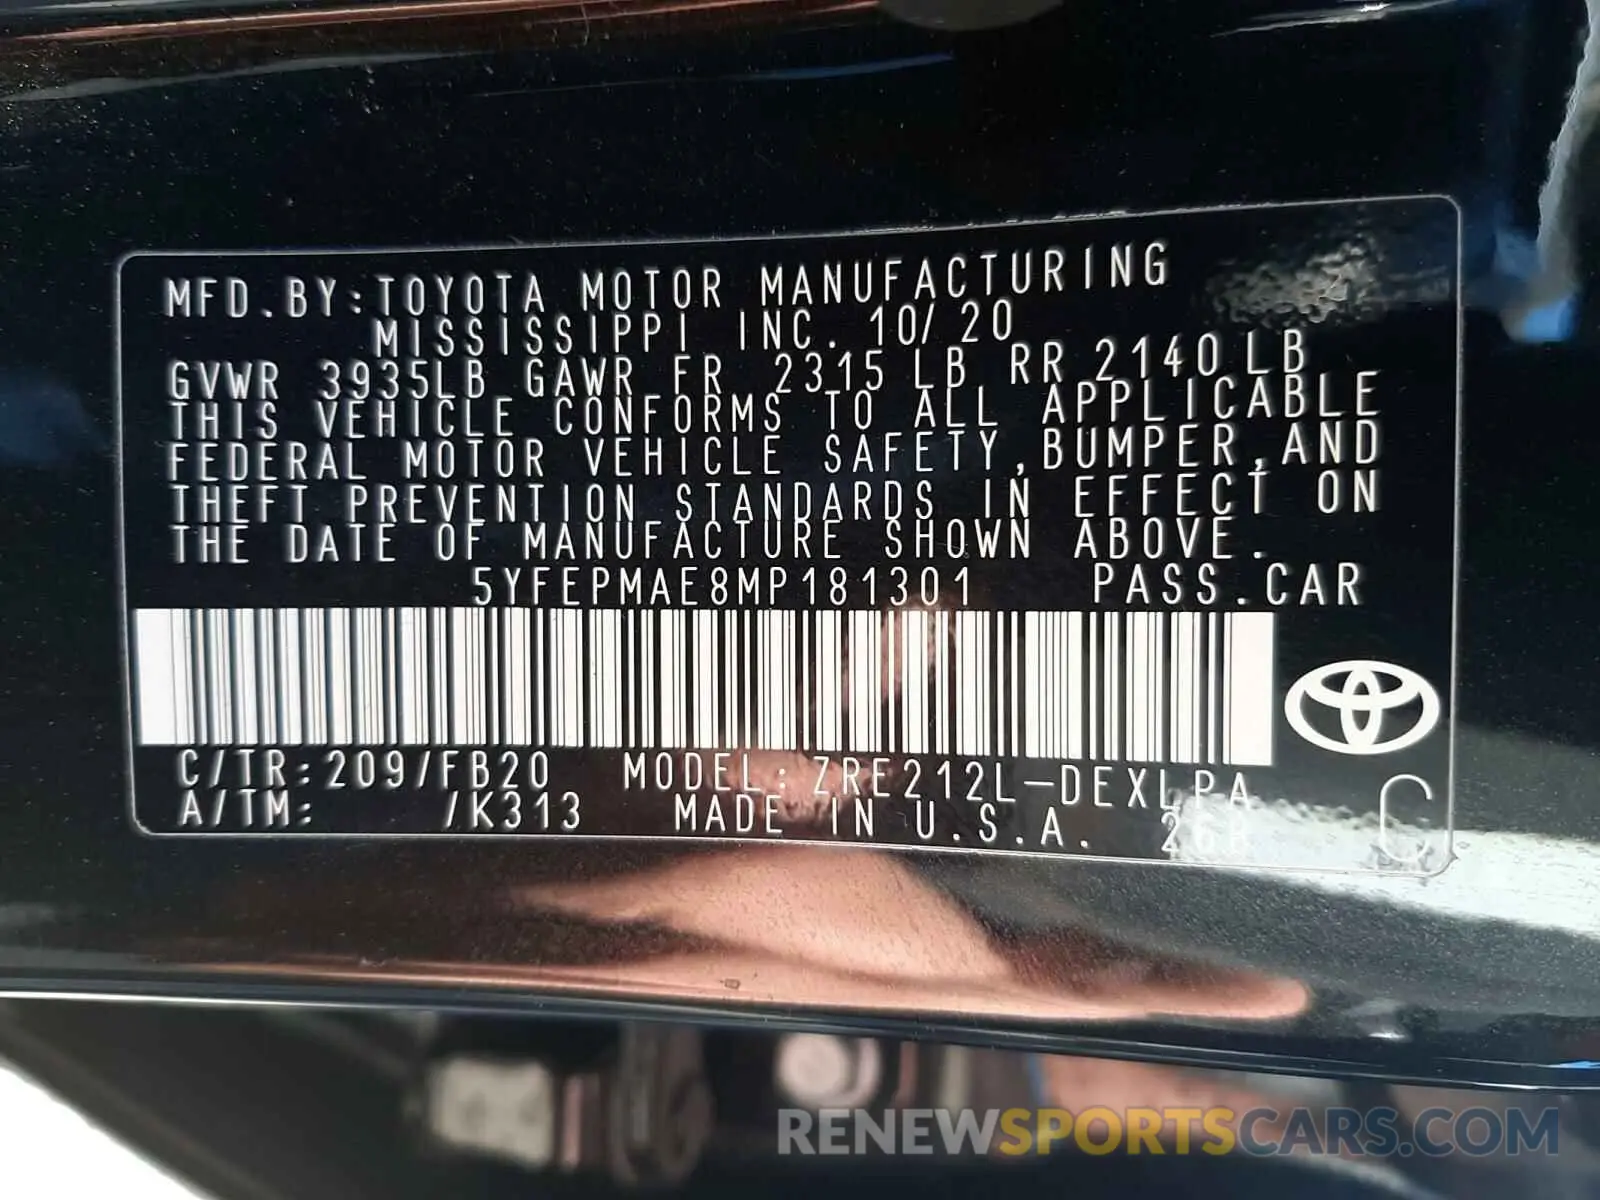 MFD.BY:TOYOTA MOTOR MANUFACTURING
MISSISSIPPI INC. 10/20
GVWR 3935LB GAWR FR 2315 LB RR 2140 LB
THIS VEHICLE CONFORMS TO ALL APPLICABLE
FEDERAL MOTOR VEHICLE SAFETY,BUMPER,AND
THEFT PREVENTION STANDARDS IN EFFECT ON
THE DATE OF MANUFACTURE SHOWN ABOVE.
5YFEPMAE8MP181301 PASS.CAR
C/TR:209/FB20 MODEL:ZRE212L-DEXLPA
A/TM: /K313 MADE IN U.S.A. 26B C
RENEWSPORTSCARS.COM